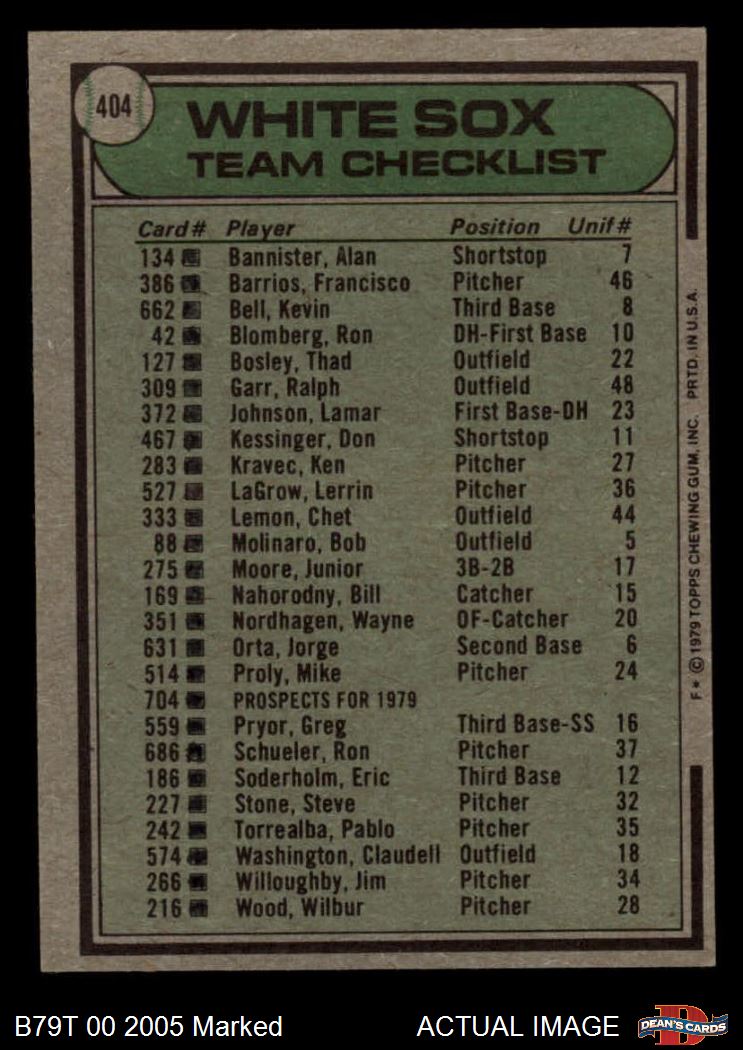 404
WHITE SOX
TEAM CHECKLIST
Card# Player Position Unif#
134 Bannister, Alan Shortstop 7
386 Barrios, Francisco Pitcher 46
662 Bell, Kevin Third Base 8
42 Blomberg, Ron DH-First Base 10
127 Bosley, Thad Outfield 22
309 Garr, Ralph Outfield 48
372 Johnson, Lamar First Base-DH 23
467 Kessinger, Don Shortstop 11
283 Kravec, Ken Pitcher 27
527 LaGrow, Lerrin Pitcher 36
333 Lemon, Chet Outfield 44
88 Molinaro, Bob Outfield 5
275 Moore, Junior 3B-2B 17
169 Nahorodny, Bill Catcher 15
351 Nordhagen, Wayne OF-Catcher 20
631 Orta, Jorge Second Base 6
514 Proly, Mike Pitcher 24
704 PROSPECTS FOR 1979
559 Pryor, Greg Third Base-SS 16
686 Schueler, Ron Pitcher 37
186 Soderholm, Eric Third Base 12
227 Stone, Steve Pitcher 32
242 Torrealba, Pablo Pitcher 35
574 Washington, Claudell Outfield 18
266 Willoughby, Jim Pitcher 34
216 Wood, Wilbur Pitcher 28
F* © 1979 TOPPS CHEWING GUM, INC. PRTD. IN U.S.A.
B79T 00 2005 Marked ACTUAL IMAGE
DEAN'S CARDS